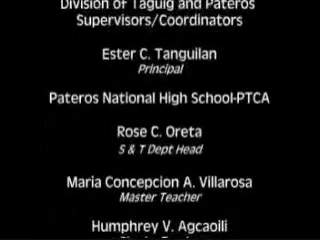 Division of Taguig and Pateros
Supervisors/Coordinators
Ester C. Tanguilan
Principal
Pateros National High School-PTCA
Rose C. Oreta
S & T Dept Head
Maria Concepcion A. Villarosa
Master Teacher
Humphrey V. Agcaoili